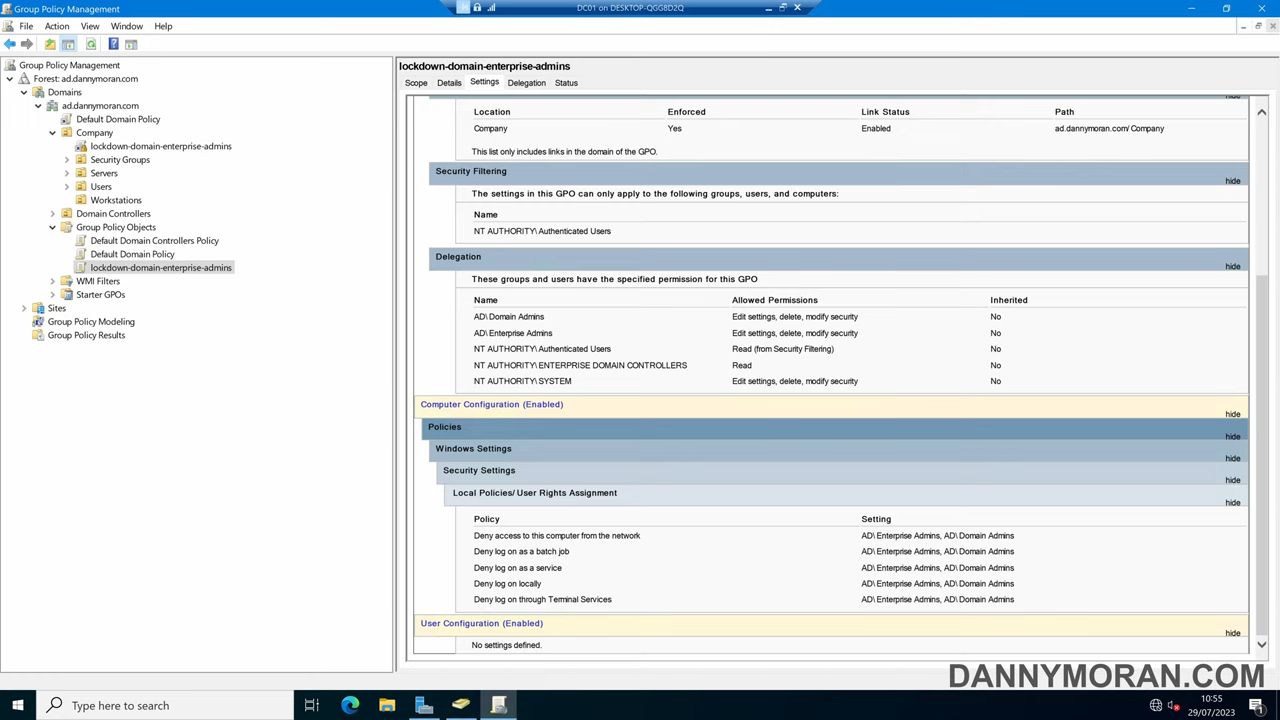 Group Policy Management
DC01 on DESKTOP-QGG8D2Q
File Action View Window Help
Group Policy Management
Forest: ad.dannymoran.com
Domains
ad.dannymoran.com
Default Domain Policy
Company
lockdown-domain-enterprise-admins
Security Groups
Servers
Users
Workstations
Domain Controllers
Group Policy Objects
Default Domain Controllers Policy
Default Domain Policy
lockdown-domain-enterprise-admins
WMI Filters
Starter GPOs
Sites
Group Policy Modeling
Group Policy Results
lockdown-domain-enterprise-admins
Scope Details Settings Delegation Status
hide
Location Enforced Link Status Path
Company Yes Enabled ad.dannymoran.com/Company
This list only includes links in the domain of the GPO.
Security Filtering
hide
The settings in this GPO can only apply to the following groups, users, and computers:
Name
NT AUTHORITY\Authenticated Users
Delegation
hide
These groups and users have the specified permission for this GPO
Name Allowed Permissions Inherited
AD\Domain Admins Edit settings, delete, modify security No
AD\Enterprise Admins Edit settings, delete, modify security No
NT AUTHORITY\Authenticated Users Read (from Security Filtering) No
NT AUTHORITY\ENTERPRISE DOMAIN CONTROLLERS Read No
NT AUTHORITY\SYSTEM Edit settings, delete, modify security No
Computer Configuration (Enabled)
hide
Policies
hide
Windows Settings
hide
Security Settings
hide
Local Policies/User Rights Assignment
hide
Policy Setting
Deny access to this computer from the network AD\Enterprise Admins, AD\Domain Admins
Deny log on as a batch job AD\Enterprise Admins, AD\Domain Admins
Deny log on as a service AD\Enterprise Admins, AD\Domain Admins
Deny log on locally AD\Enterprise Admins, AD\Domain Admins
Deny log on through Terminal Services AD\Enterprise Admins, AD\Domain Admins
User Configuration (Enabled)
hide
No settings defined.
DANNYMORAN.COM
Type here to search
10:55
29/07/2023
1